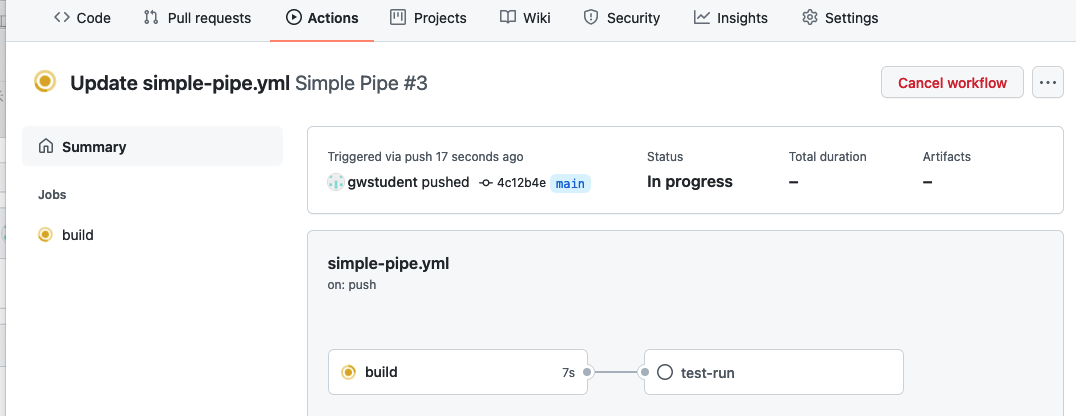 Code Pull requests Actions Projects Wiki Security Insights Settings
Update simple-pipe.yml Simple Pipe #3
Cancel workflow
Summary
Jobs
build
Triggered via push 17 seconds ago
gwstudent pushed 4c12b4e main
Status
In progress
Total duration
–
Artifacts
–
simple-pipe.yml
on: push
build 7s
test-run